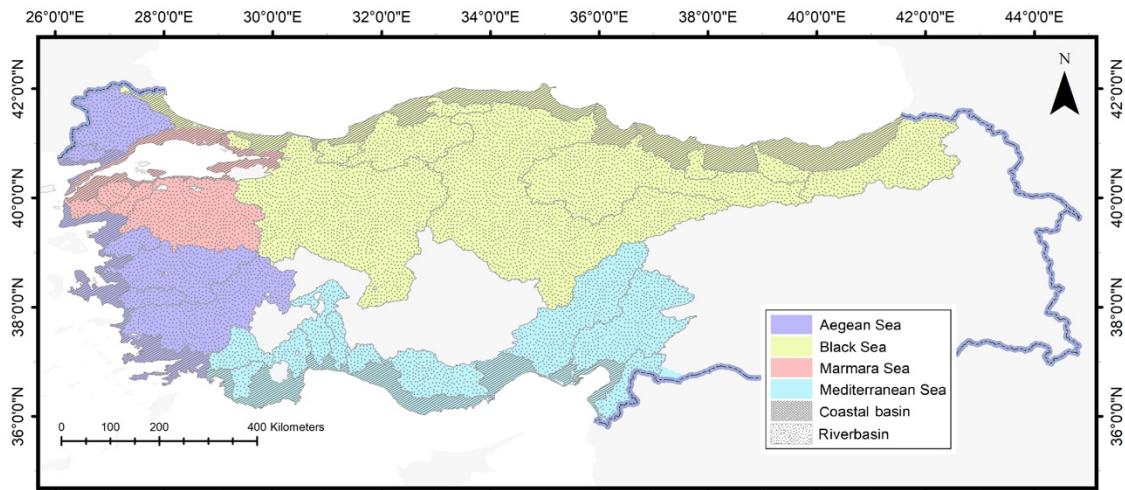 26°0'0"E 28°0'0"E 30°0'0"E 32°0'0"E 34°0'0"E 36°0'0"E 38°0'0"E 40°0'0"E 42°0'0"E 44°0'0"E
N
42°0'0"N 42°0'0"N
40°0'0"N 40°0'0"N
38°0'0"N 38°0'0"N
36°0'0"N 36°0'0"N
Aegean Sea
Black Sea
Marmara Sea
Mediterranean Sea
Coastal basin
Riverbasin
0 100 200 400 Kilometers